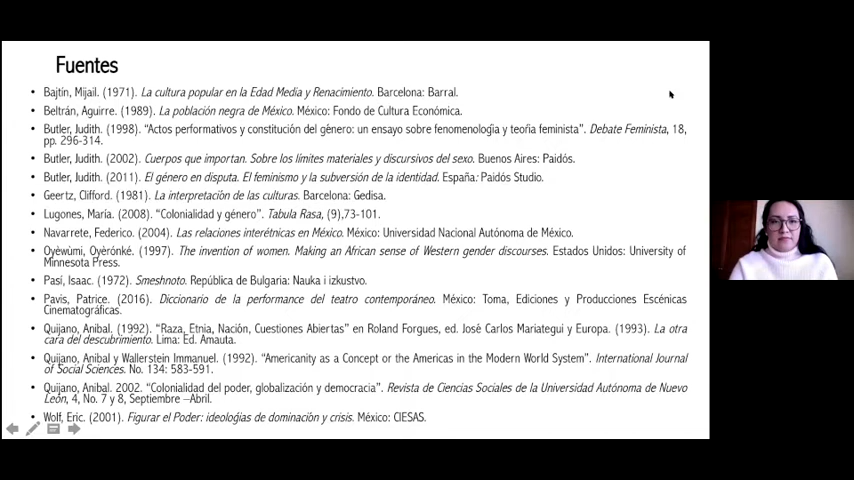 Fuentes
• Bajtín, Mijail. (1971). La cultura popular en la Edad Media y Renacimiento. Barcelona: Barral.
• Beltrán, Aguirre. (1989). La población negra de México. México: Fondo de Cultura Económica.
• Butler, Judith. (1998). "Actos performativos y constitución del género: un ensayo sobre fenomenología y teoría feminista". Debate Feminista, 18,
pp. 296-314.
• Butler, Judith. (2002). Cuerpos que importan. Sobre los límites materiales y discursivos del sexo. Buenos Aires: Paidós.
• Butler, Judith. (2011). El género en disputa. El feminismo y la subversión de la identidad. España: Paidós Studio.
• Geertz, Clifford. (1981). La interpretación de las culturas. Barcelona: Gedisa.
• Lugones, María. (2008). "Colonialidad y género". Tabula Rasa, (9),73-101.
• Navarrete, Federico. (2004). Las relaciones interétnicas en México. México: Universidad Nacional Autónoma de México.
• Oyěwùmi, Oyèrónké. (1997). The invention of women. Making an African sense of Western gender discourses. Estados Unidos: University of
Minnesota Press.
• Pasí, Isaac. (1972). Smeshnoto. República de Bulgaria: Nauka i izkustvo.
• Pavis, Patrice. (2016). Diccionario de la performance del teatro contemporáneo. México: Toma, Ediciones y Producciones Escénicas
Cinematográficas.
• Quijano, Anibal. (1992). "Raza, Etnia, Nación, Cuestiones Abiertas" en Roland Forgues, ed. José Carlos Mariategui y Europa. (1993). La otra
cara del descubrimiento. Lima: Ed. Amauta.
• Quijano, Anibal y Wallerstein Immanuel. (1992). "Americanity as a Concept or the Americas in the Modern World System". International Journal
of Social Sciences. No. 134: 583-591.
• Quijano, Anibal. 2002. "Colonialidad del poder, globalización y democracia". Revista de Ciencias Sociales de la Universidad Autónoma de Nuevo
León, 4, No. 7 y 8, Septiembre –Abril.
• Wolf, Eric. (2001). Figurar el Poder: ideologías de dominación y crisis. México: CIESAS.